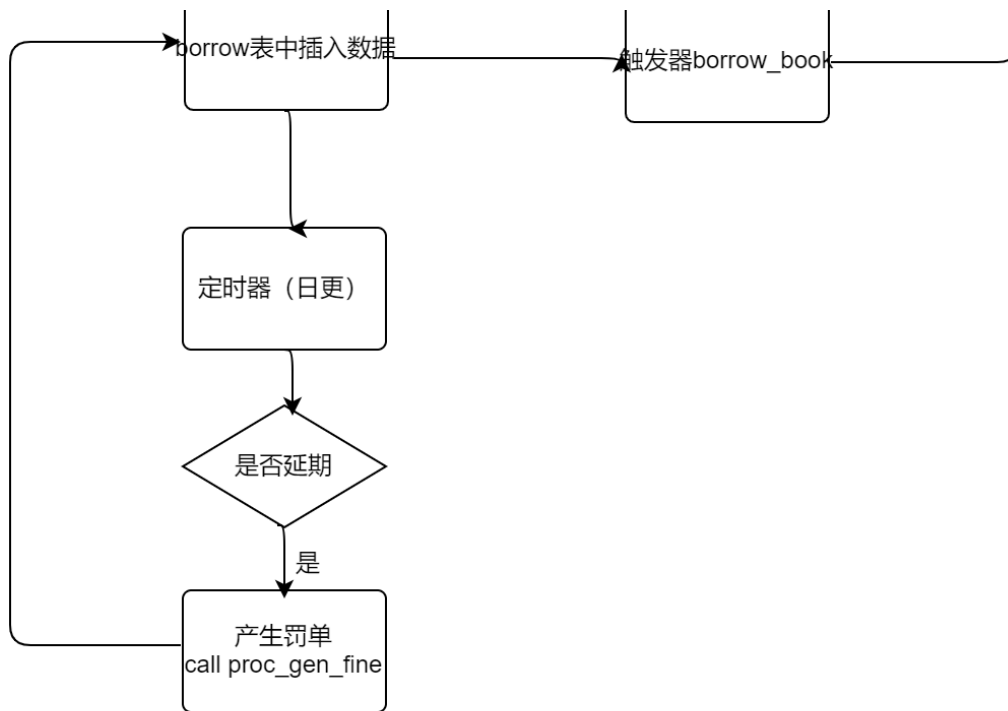 borrow表中插入数据
触发器borrow_book
定时器（日更）
是否延期
是
产生罚单
call proc_gen_fine